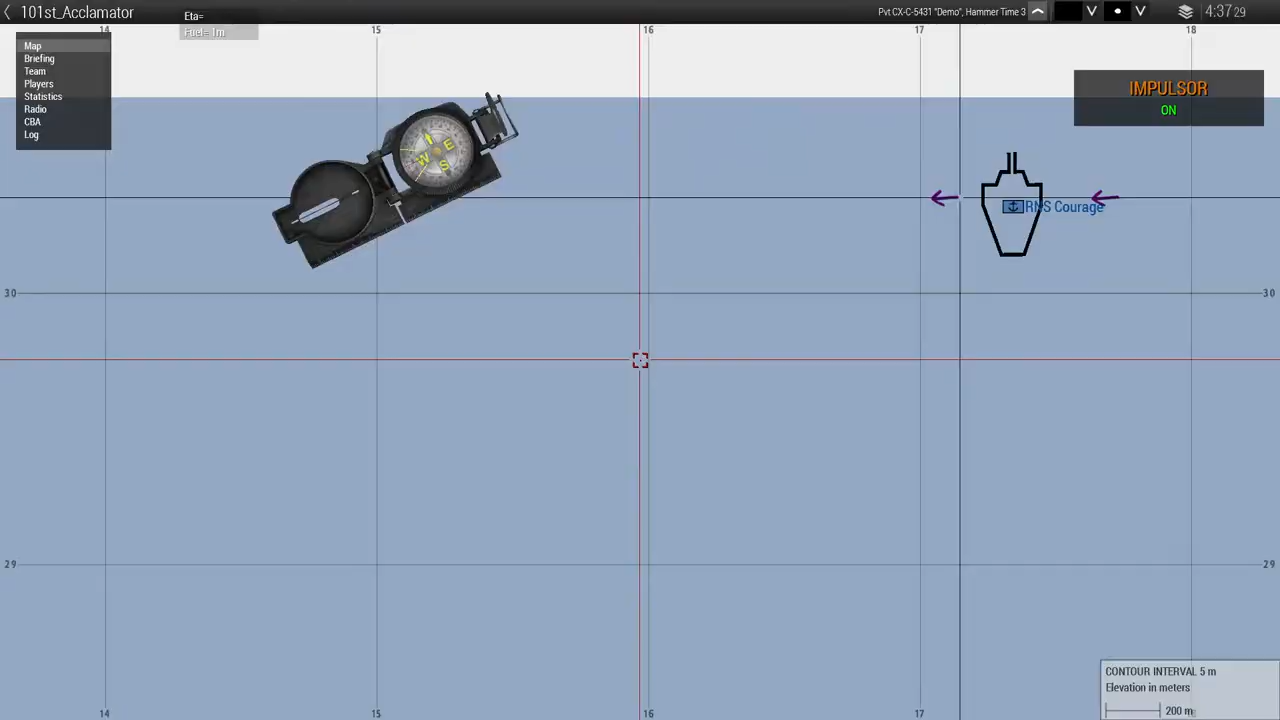 101st_Acclamator
Eta=
Fuel= 1m
Pvt CX-C-5431 "Demo", Hammer Time 3
4:37 29
14 15 16 17 18
Map
Briefing
Team
Players
Statistics
Radio
CBA
Log
IMPULSOR
ON
W E S
RNS Courage
30 30
29 29
CONTOUR INTERVAL 5 m
Elevation in meters
200 m
14 15 16 17